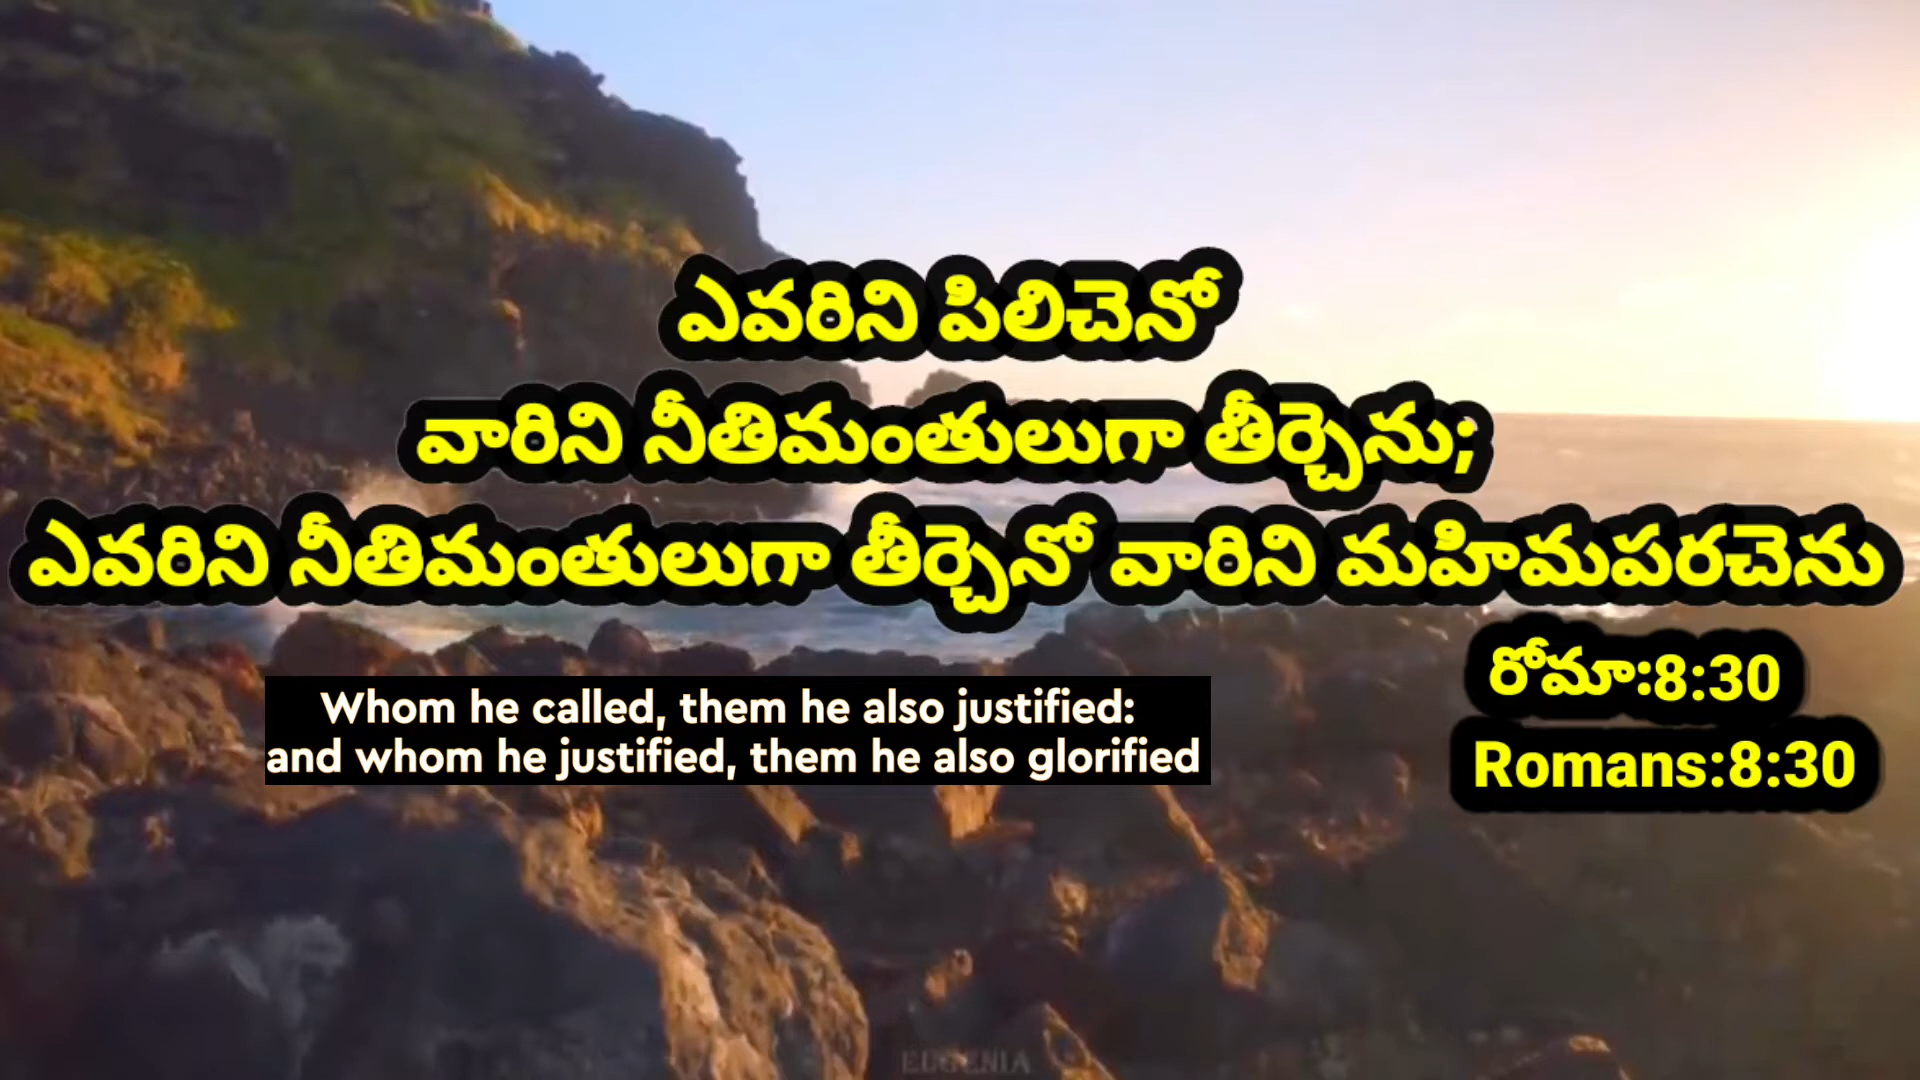 ఎవరిని పిలిచెనో
వారిని నీతిమంతులుగా తీర్చెను;
ఎవరిని నీతిమంతులుగా తీర్చెనో వారిని మహిమపరచెను
రోమా:8:30
Whom he called, them he also justified:
and whom he justified, them he also glorified
Romans:8:30
EUGENIA